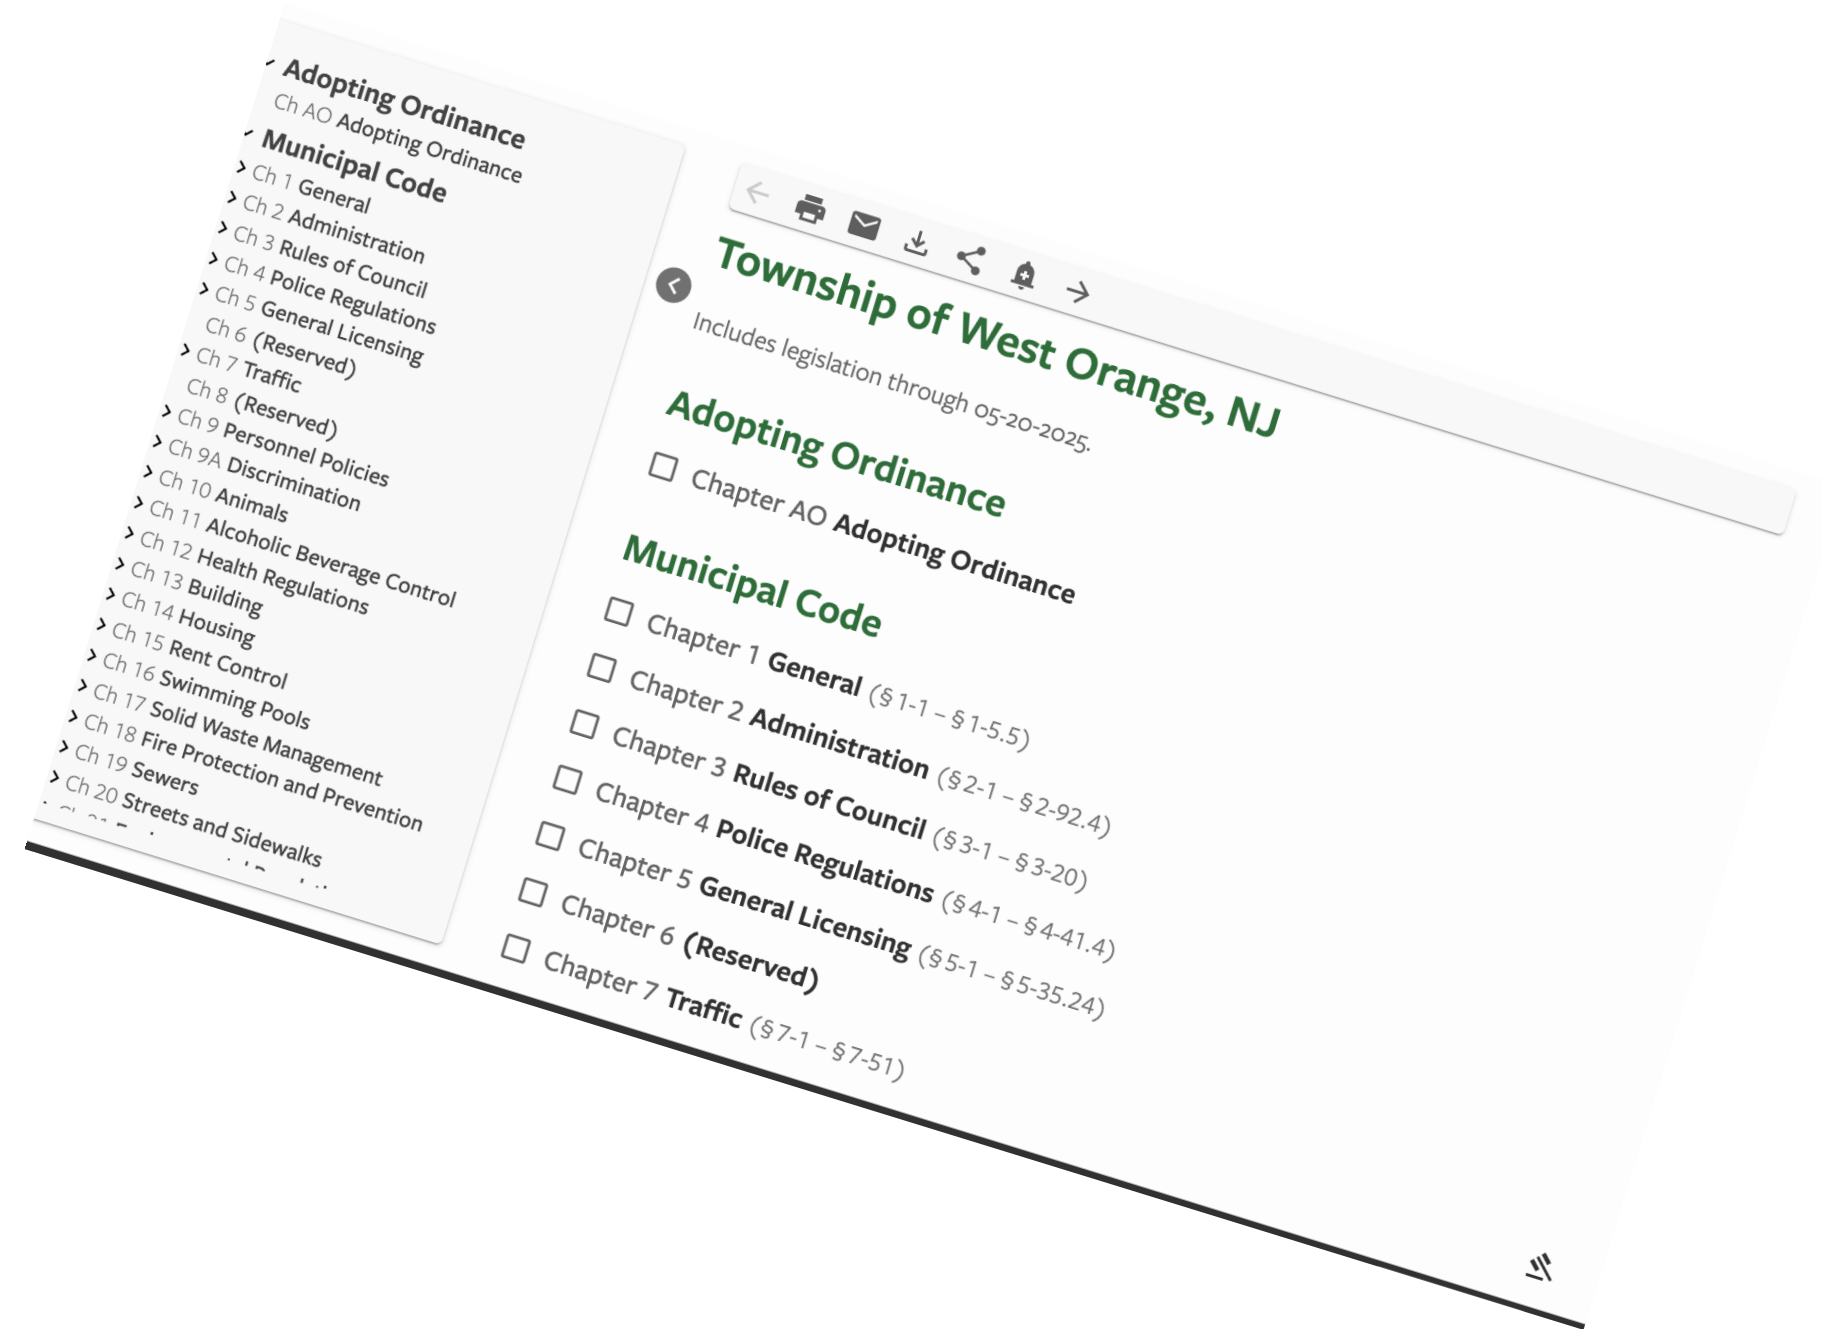 Adopting Ordinance
Ch AO Adopting Ordinance
Municipal Code
Ch 1 General
Ch 2 Administration
Ch 3 Rules of Council
Ch 4 Police Regulations
Ch 5 General Licensing
Ch 6 (Reserved)
Ch 7 Traffic
Ch 8 (Reserved)
Ch 9 Personnel Policies
Ch 9A Discrimination
Ch 10 Animals
Ch 11 Alcoholic Beverage Control
Ch 12 Health Regulations
Ch 13 Building
Ch 14 Housing
Ch 15 Rent Control
Ch 16 Swimming Pools
Ch 17 Solid Waste Management
Ch 18 Fire Protection and Prevention
Ch 19 Sewers
Ch 20 Streets and Sidewalks
Township of West Orange, NJ
Includes legislation through 05-20-2025.
Adopting Ordinance
Chapter AO Adopting Ordinance
Municipal Code
Chapter 1 General (§ 1-1 – § 1-5.5)
Chapter 2 Administration (§ 2-1 – § 2-92.4)
Chapter 3 Rules of Council (§ 3-1 – § 3-20)
Chapter 4 Police Regulations (§ 4-1 – § 4-41.4)
Chapter 5 General Licensing (§ 5-1 – § 5-35.24)
Chapter 6 (Reserved)
Chapter 7 Traffic (§ 7-1 – § 7-51)